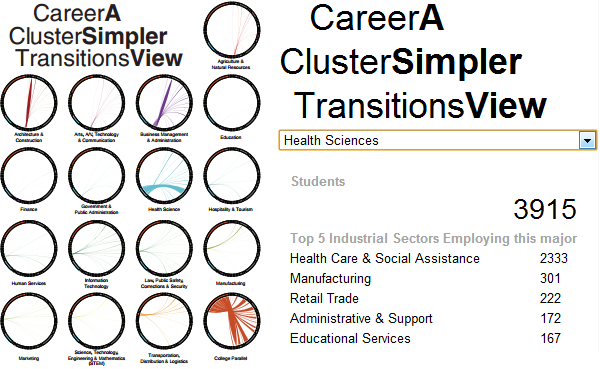 CareerA
ClusterSimpler
TransitionsView
Agriculture &
Natural Resources
Architecture &
Construction
Arts, A/V, Technology
& Communication
Business Management
& Administration
Education
Finance
Government &
Public Administration
Health Science
Hospitality & Tourism
Human Services
Information
Technology
Law, Public Safety,
Corrections & Security
Manufacturing
Marketing
Science, Technology,
Engineering & Mathematics
(STEM)
Transportation,
Distribution & Logistics
College Parallel
CareerA
ClusterSimpler
TransitionsView
Health Sciences
Students
3915
Top 5 Industrial Sectors Employing this major
Health Care & Social Assistance 2333
Manufacturing 301
Retail Trade 222
Administrative & Support 172
Educational Services 167